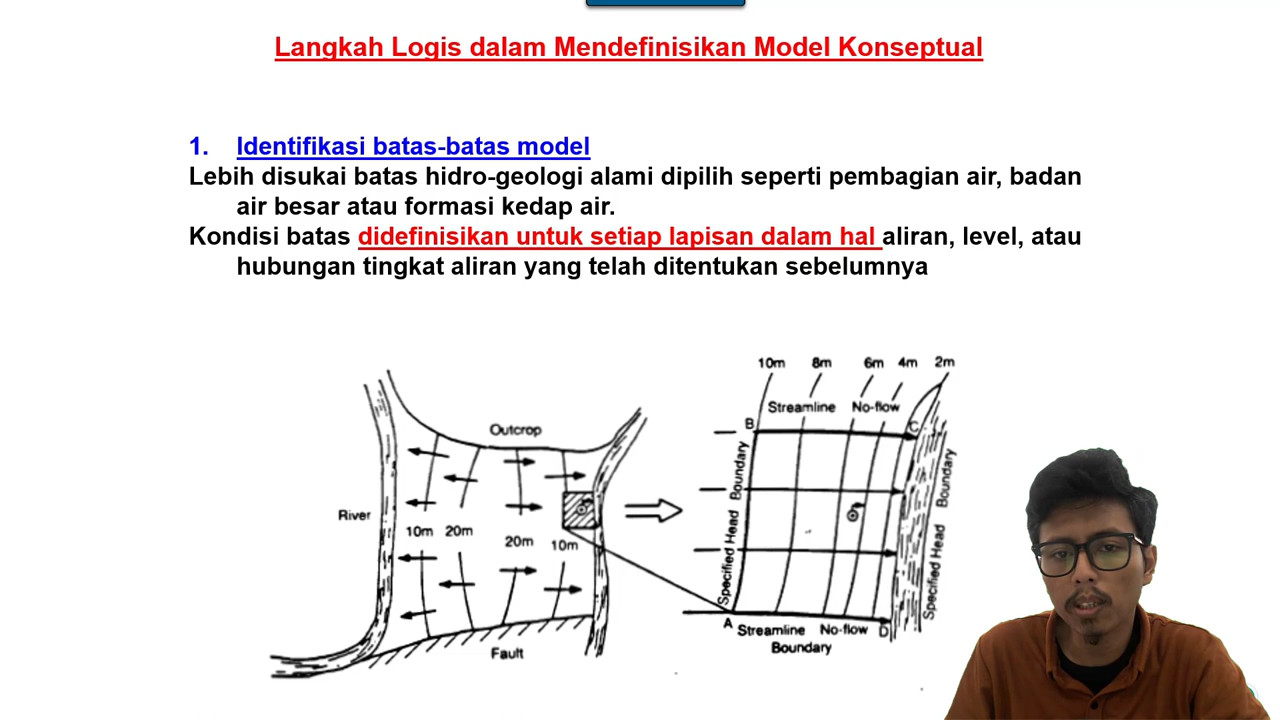 Langkah Logis dalam Mendefinisikan Model Konseptual
1. Identifikasi batas-batas model
Lebih disukai batas hidro-geologi alami dipilih seperti pembagian air, badan
air besar atau formasi kedap air.
Kondisi batas didefinisikan untuk setiap lapisan dalam hal aliran, level, atau
hubungan tingkat aliran yang telah ditentukan sebelumnya
Outcrop
River
10m 20m
20m 10m
Fault
10m 8m 6m 4m 2m
Streamline No-flow
B
C
Specified Head Boundary
Specified Head Boundary
A
D
Streamline No-flow
Boundary